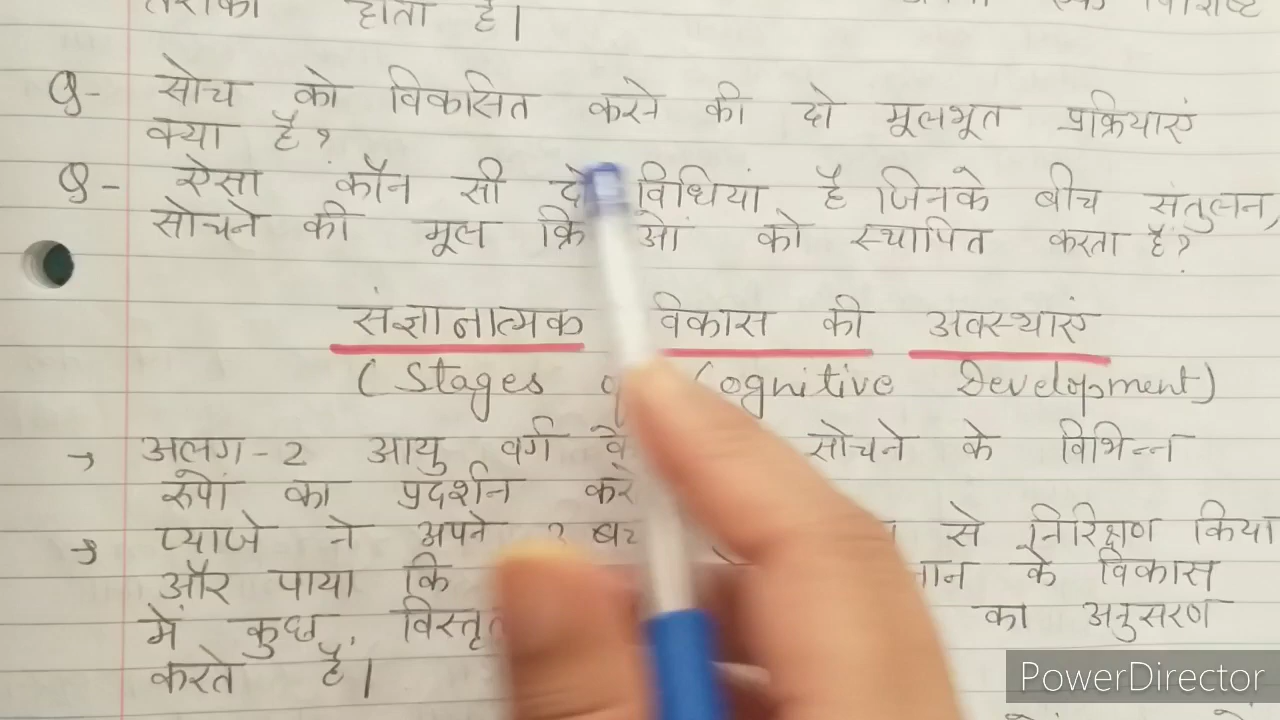 होता है।
Q- सोच को विकसित करने की दो मूलभूत प्रक्रियाएं
क्या है?
Q- ऐसा कौन सी दो विधियां है जिनके बीच संतुलन,
सोचने की मूल को स्थापित करता है?
संज्ञानात्मक विकास की अवस्थाएं
(Stages Cognitive Development)
→ अलग-2 आयु वर्ग सोचने के विभिन्न
रुपों का प्रदर्शन
→ प्याजे ने अपने से निरिक्षण किया
और पाया कि के विकास
में कुछ, का अनुसरण
करते है।
PowerDirector